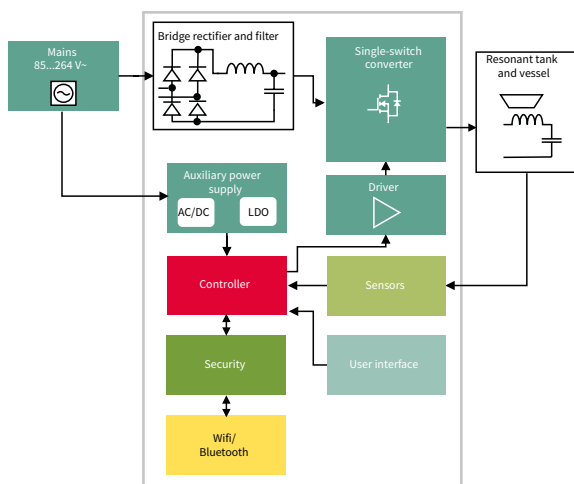 Mains
85...264 V~
Bridge rectifier and filter
Single-switch
converter
Resonant tank
and vessel
Auxiliary power
supply
AC/DC
LDO
Driver
Controller
Sensors
Security
User interface
Wifi/
Bluetooth